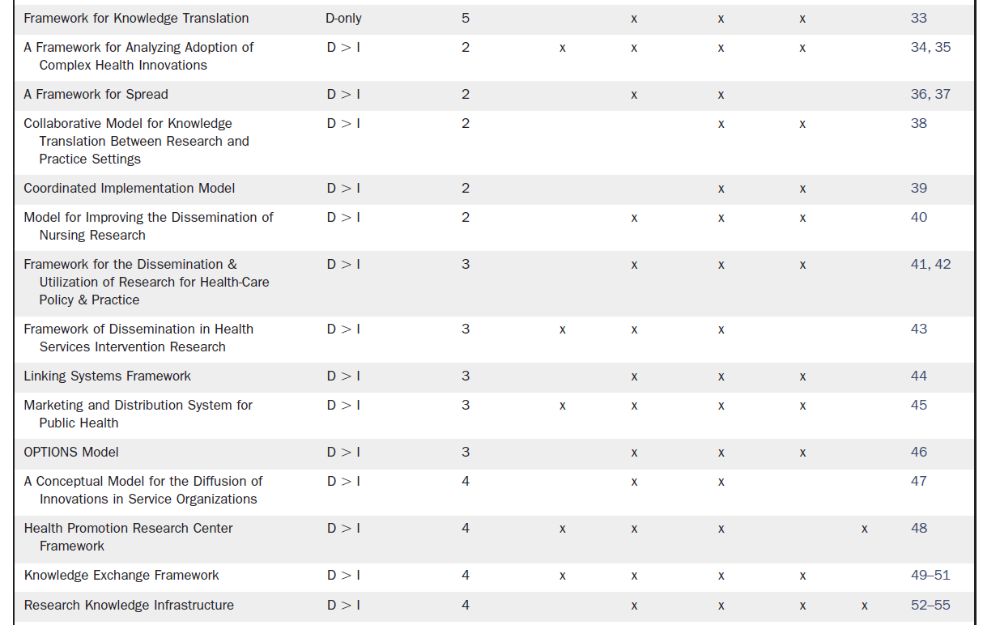 Framework for Knowledge Translation D-only 5 x x x 33
A Framework for Analyzing Adoption of D > I 2 x x x x 34, 35
Complex Health Innovations
A Framework for Spread D > I 2 x x 36, 37
Collaborative Model for Knowledge D > I 2 x x 38
Translation Between Research and
Practice Settings
Coordinated Implementation Model D > I 2 x x 39
Model for Improving the Dissemination of D > I 2 x x x 40
Nursing Research
Framework for the Dissemination & D > I 3 x x x 41, 42
Utilization of Research for Health-Care
Policy & Practice
Framework of Dissemination in Health D > I 3 x x x 43
Services Intervention Research
Linking Systems Framework D > I 3 x x x 44
Marketing and Distribution System for D > I 3 x x x x 45
Public Health
OPTIONS Model D > I 3 x x x 46
A Conceptual Model for the Diffusion of D > I 4 x x 47
Innovations in Service Organizations
Health Promotion Research Center D > I 4 x x x x 48
Framework
Knowledge Exchange Framework D > I 4 x x x x 49–51
Research Knowledge Infrastructure D > I 4 x x x x 52–55